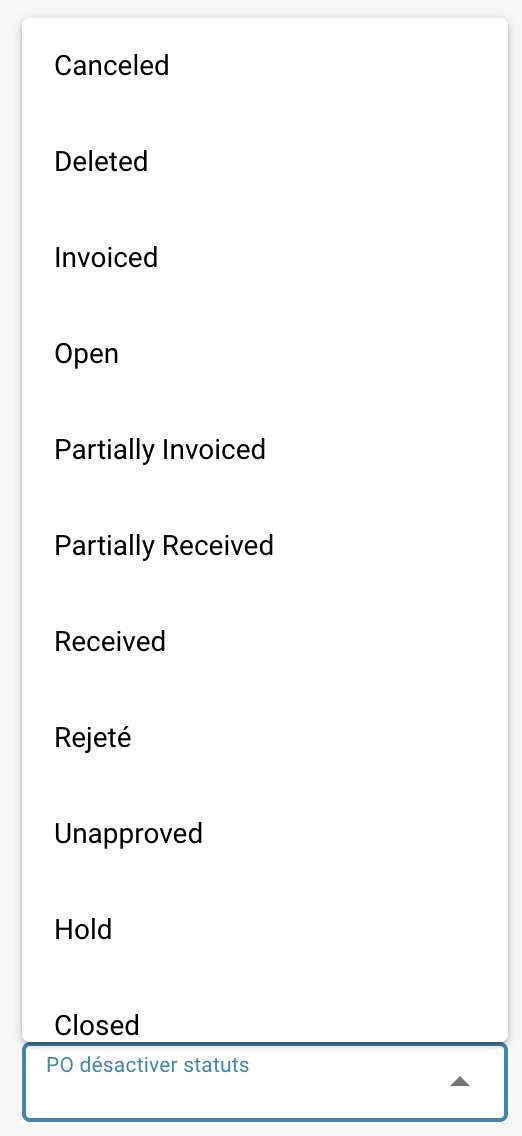 Canceled
Deleted
Invoiced
Open
Partially Invoiced
Partially Received
Received
Rejeté
Unapproved
Hold
Closed
PO désactiver statuts